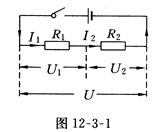 I₁ R₁ I₂ R₂
U₁ U₂
U
图 12-3-1